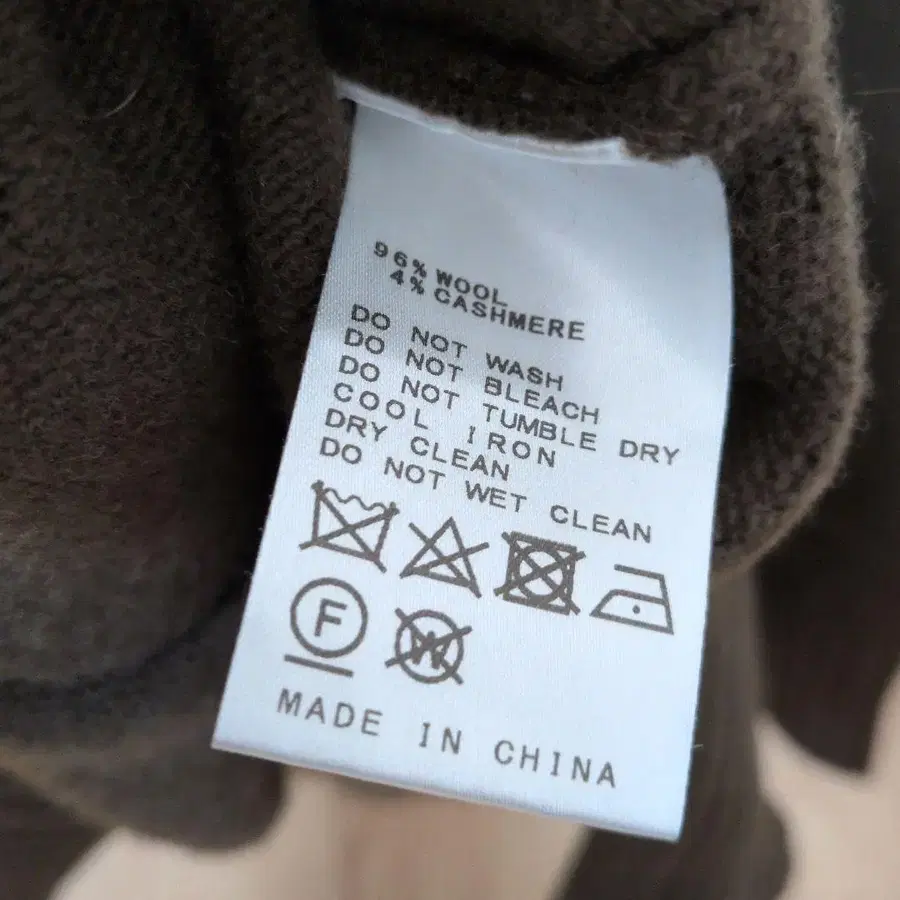 96% WOOL
4% CASHMERE
DO NOT WASH
DO NOT BLEACH
DO NOT TUMBLE DRY
COOL IRON
DRY CLEAN
DO NOT WET CLEAN
F W
MADE IN CHINA